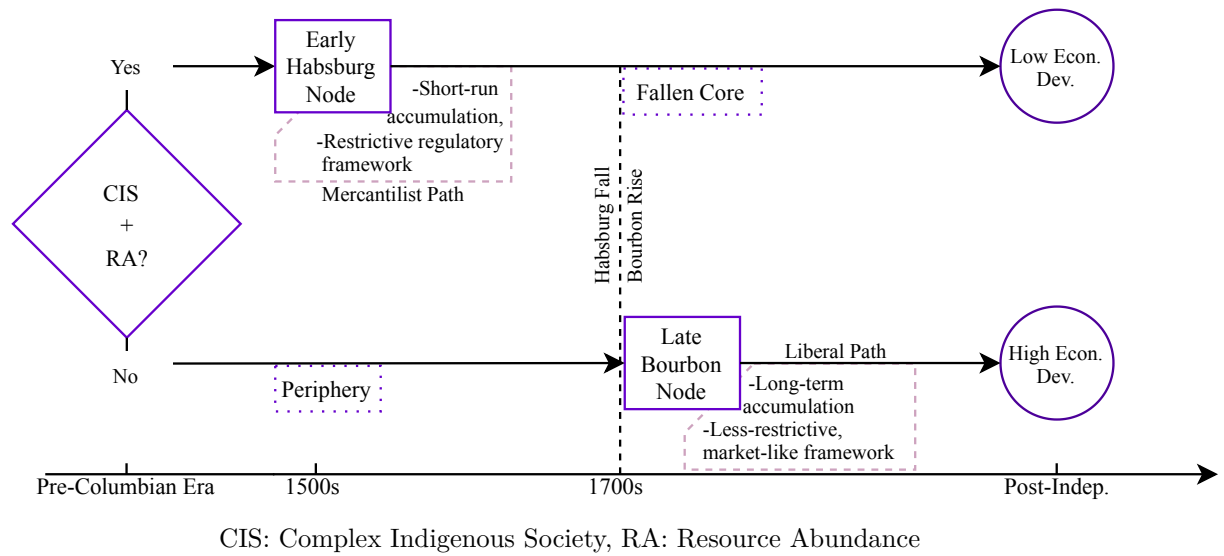 Yes
Early
Habsburg
Node
-Short-run
accumulation,
-Restrictive regulatory
framework
Mercantilist Path
Fallen Core
Low Econ.
Dev.
CIS
+
RA?
Habsburg Fall
Bourbon Rise
No
Periphery
Late
Bourbon
Node
Liberal Path
-Long-term
accumulation
-Less-restrictive,
market-like framework
High Econ.
Dev.
Pre-Columbian Era
1500s
1700s
Post-Indep.
CIS: Complex Indigenous Society, RA: Resource Abundance